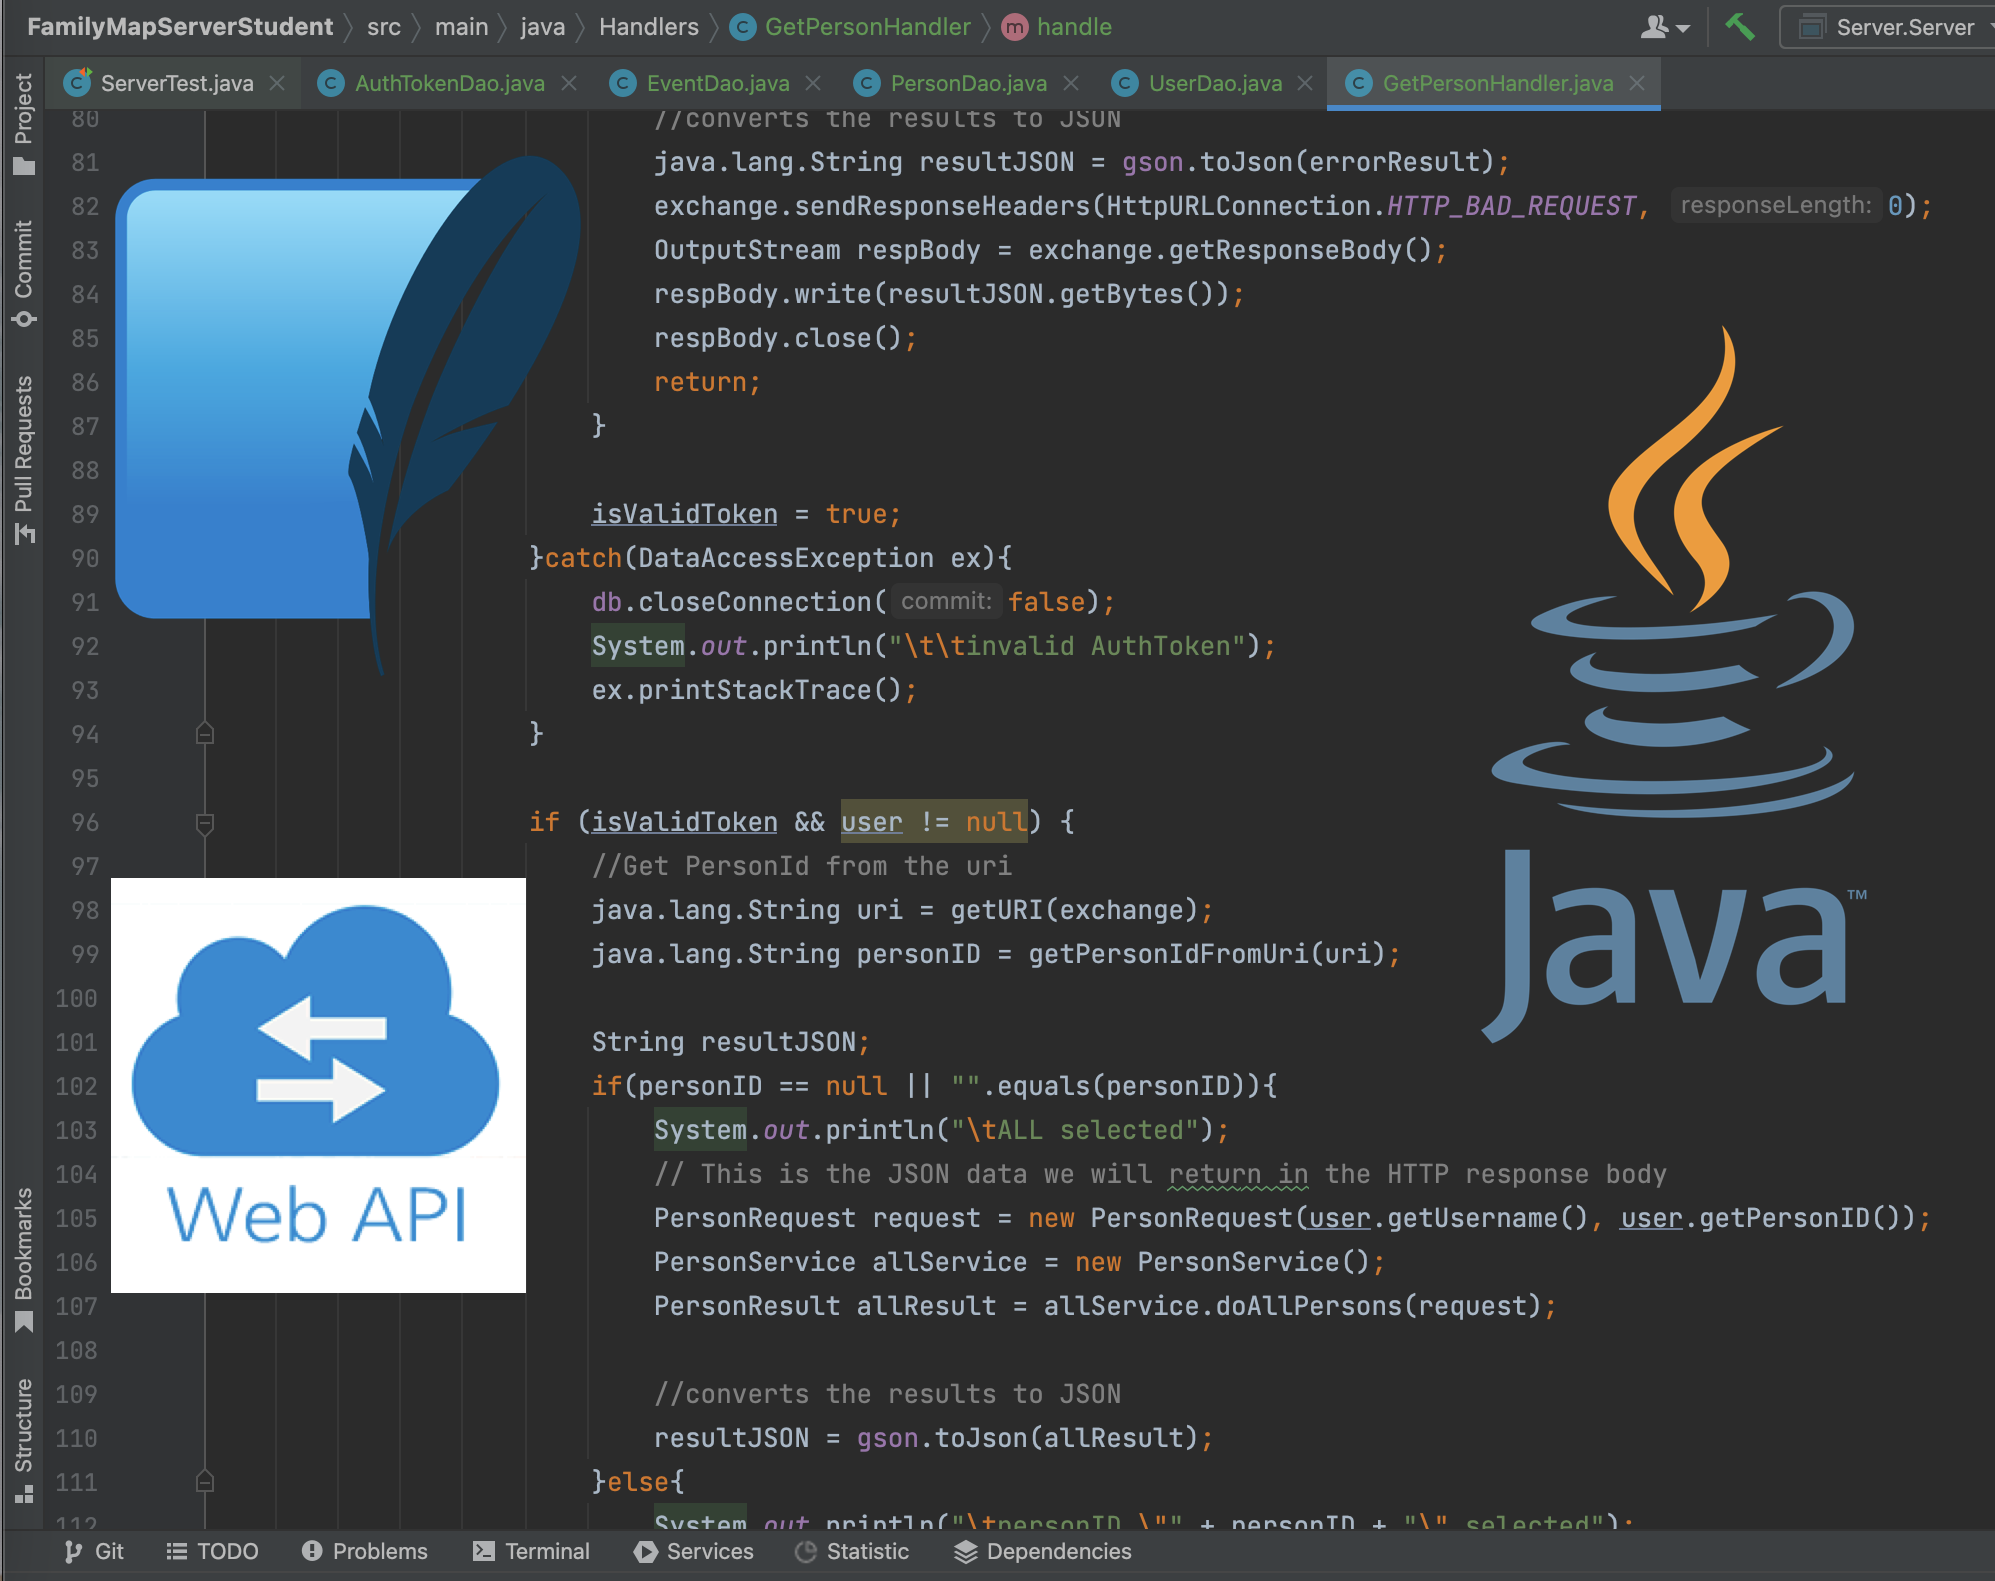 FamilyMapServerStudent src main java Handlers C GetPersonHandler m handle Server.Server
C ServerTest.java C AuthTokenDao.java C EventDao.java C PersonDao.java C UserDao.java C GetPersonHandler.java
Project
Commit
Pull Requests
Bookmarks
Structure
80 //converts the results to JSON
81 java.lang.String resultJSON = gson.toJson(errorResult);
82 exchange.sendResponseHeaders(HttpURLConnection.HTTP_BAD_REQUEST, responseLength: 0);
83 OutputStream respBody = exchange.getResponseBody();
84 respBody.write(resultJSON.getBytes());
85 respBody.close();
86 return;
87 }
88
89 isValidToken = true;
90 }catch(DataAccessException ex){
91 db.closeConnection( commit: false);
92 System.out.println("\t\tinvalid AuthToken");
93 ex.printStackTrace();
94 }
95
96 if (isValidToken && user != null) {
97 //Get PersonId from the uri
98 java.lang.String uri = getURI(exchange);
99 java.lang.String personID = getPersonIdFromUri(uri);
100
101 String resultJSON;
102 if(personID == null || "".equals(personID)){
103 System.out.println("\tALL selected");
104 // This is the JSON data we will return in the HTTP response body
105 PersonRequest request = new PersonRequest(user.getUsername(), user.getPersonID());
106 PersonService allService = new PersonService();
107 PersonResult allResult = allService.doAllPersons(request);
108
109 //converts the results to JSON
110 resultJSON = gson.toJson(allResult);
111 }else{
112 System.out.println("\tpersonID \"" + personID + "\" selected");
Java™
Web API
Git TODO Problems Terminal Services Statistic Dependencies